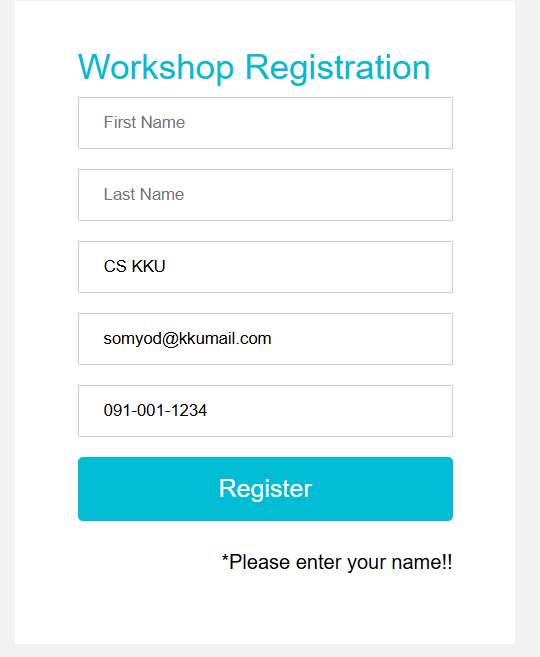 Workshop Registration
First Name
Last Name
CS KKU
somyod@kkumail.com
091-001-1234
Register
*Please enter your name!!